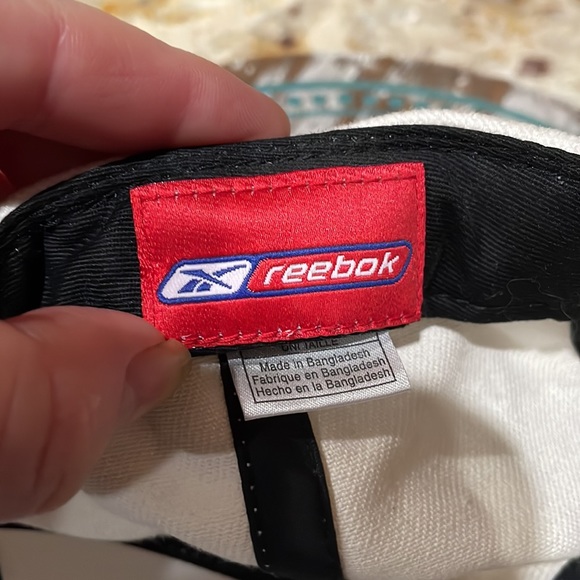 reebok
UNI TAILLE
Made in Bangladesh
Fabrique en Bangladesh
Hecho en la Bangladesh